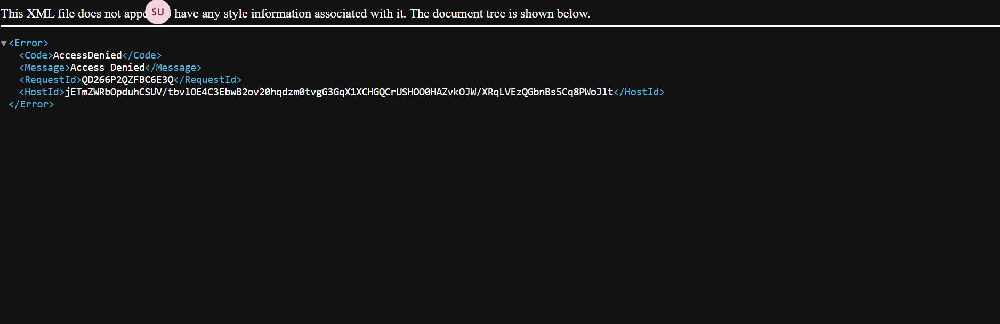 This XML file does not appe have any style information associated with it. The document tree is shown below.
SU
<Error>
<Code>AccessDenied</Code>
<Message>Access Denied</Message>
<RequestId>QD266P2QZFBC6E3Q</RequestId>
<HostId>jETmZWRbOpduhCSUV/tbvlOE4C3EbwB2ov20hqdzm0tvgG3GqX1XCHGQCrUSHOO0HAZvkOJW/XRqLVEzQGbnBs5Cq8PWoJlt</HostId>
</Error>